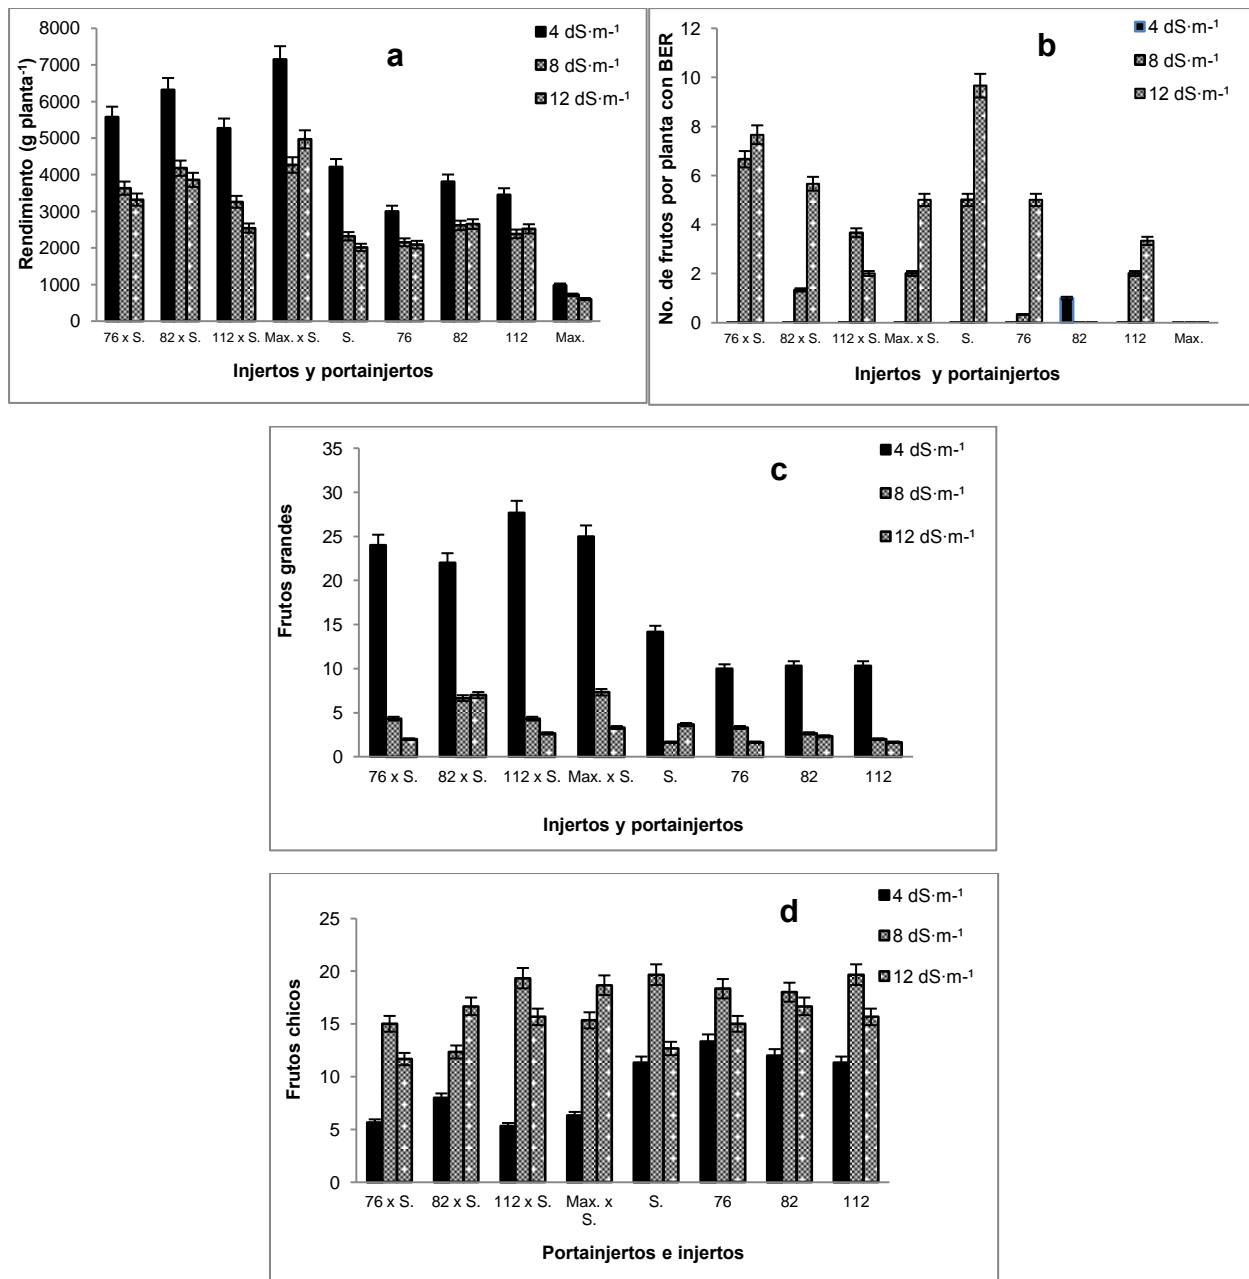 a
4 dS·m-¹
8 dS·m-¹
12 dS·m-¹
Rendimiento (g planta-¹)
8000
7000
6000
5000
4000
3000
2000
1000
0
76 x S. 82 x S. 112 x S. Max. x S. S. 76 82 112 Max.
Injertos y portainjertos
b
4 dS·m-¹
8 dS·m-¹
12 dS·m-¹
No. de frutos por planta con BER
12
10
8
6
4
2
0
76 x S. 82 x S. 112 x S. Max. x S. S. 76 82 112 Max.
Injertos y portainjertos
c
4 dS·m-¹
8 dS·m-¹
12 dS·m-¹
Frutos grandes
35
30
25
20
15
10
5
0
76 x S. 82 x S. 112 x S. Max. x S. S. 76 82 112
Injertos y portainjertos
d
4 dS·m-¹
8 dS·m-¹
12 dS·m-¹
Frutos chicos
25
20
15
10
5
0
76 x S. 82 x S. 112 x S. Max. x S. S. 76 82 112
Portainjertos e injertos